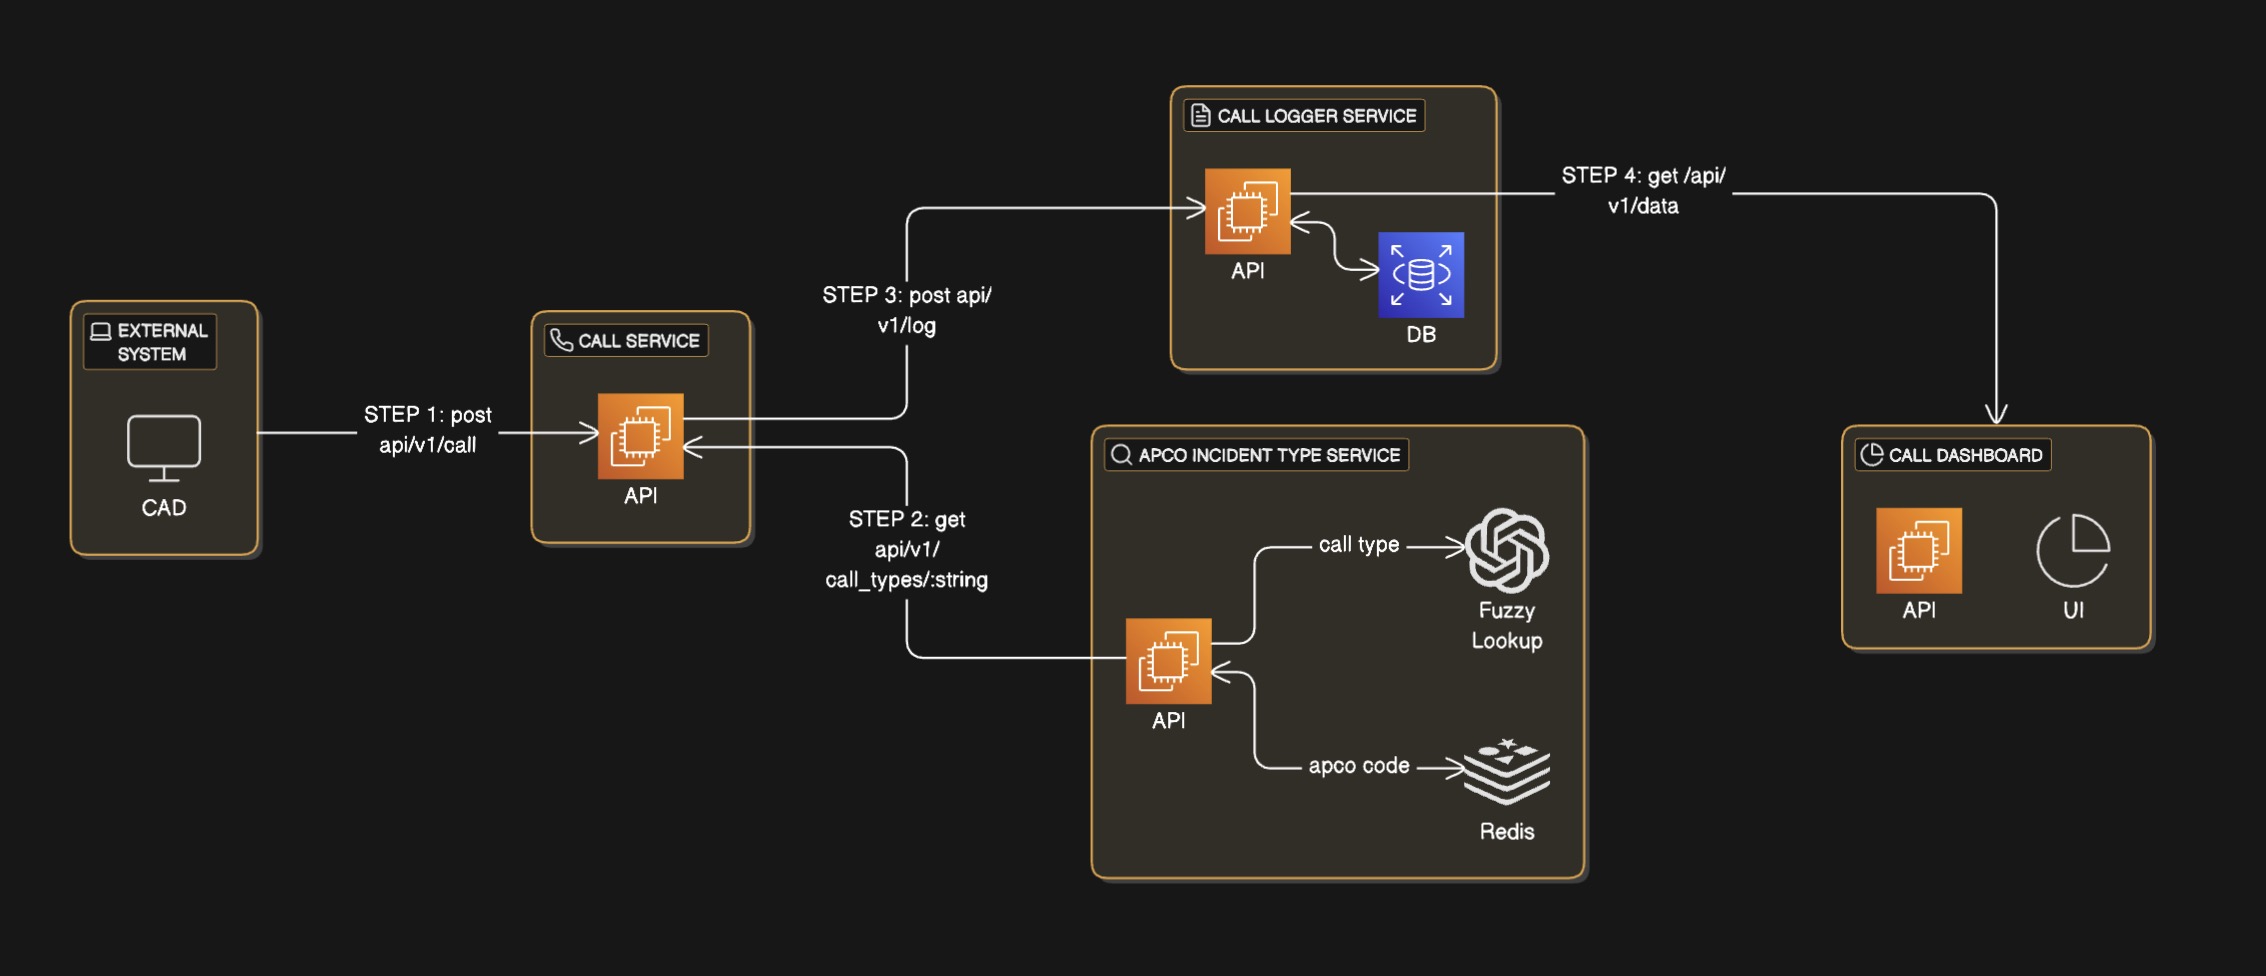 EXTERNAL
SYSTEM
CAD
STEP 1: post
api/v1/call
CALL SERVICE
API
STEP 3: post api/
v1/log
STEP 2: get
api/v1/
call_types/:string
CALL LOGGER SERVICE
API
DB
STEP 4: get /api/
v1/data
APCO INCIDENT TYPE SERVICE
API
call type
Fuzzy
Lookup
apco code
Redis
CALL DASHBOARD
API
UI